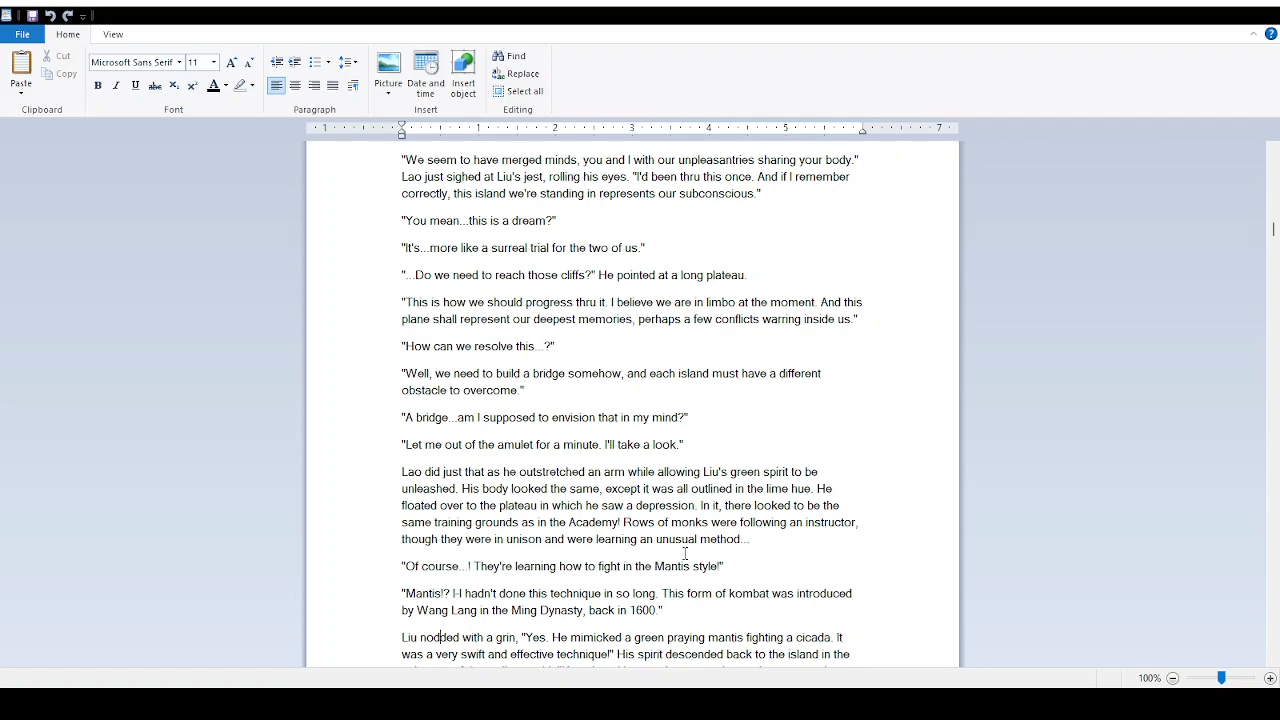 File Home View
Paste
Cut
Copy
Clipboard
Microsoft Sans Serif 11
Font
Paragraph
Picture
Date and time
Insert object
Insert
Find
Replace
Select all
Editing
1 1 2 3 4 5 7
"We seem to have merged minds, you and I with our unpleasantries sharing your body."
Lao just sighed at Liu's jest, rolling his eyes. "I'd been thru this once. And if I remember
correctly, this island we're standing in represents our subconscious."
"You mean...this is a dream?"
"It's...more like a surreal trial for the two of us."
"...Do we need to reach those cliffs?" He pointed at a long plateau.
"This is how we should progress thru it. I believe we are in limbo at the moment. And this
plane shall represent our deepest memories, perhaps a few conflicts warring inside us."
"How can we resolve this...?"
"Well, we need to build a bridge somehow, and each island must have a different
obstacle to overcome."
"A bridge...am I supposed to envision that in my mind?"
"Let me out of the amulet for a minute. I'll take a look."
Lao did just that as he outstretched an arm while allowing Liu's green spirit to be
unleashed. His body looked the same, except it was all outlined in the lime hue. He
floated over to the plateau in which he saw a depression. In it, there looked to be the
same training grounds as in the Academy! Rows of monks were following an instructor,
though they were in unison and were learning an unusual method...
"Of course...! They're learning how to fight in the Mantis style!"
"Mantis!? I-I hadn't done this technique in so long. This form of kombat was introduced
by Wang Lang in the Ming Dynasty, back in 1600."
Liu nodded with a grin, "Yes. He mimicked a green praying mantis fighting a cicada. It
was a very swift and effective technique!" His spirit descended back to the island in the
100%